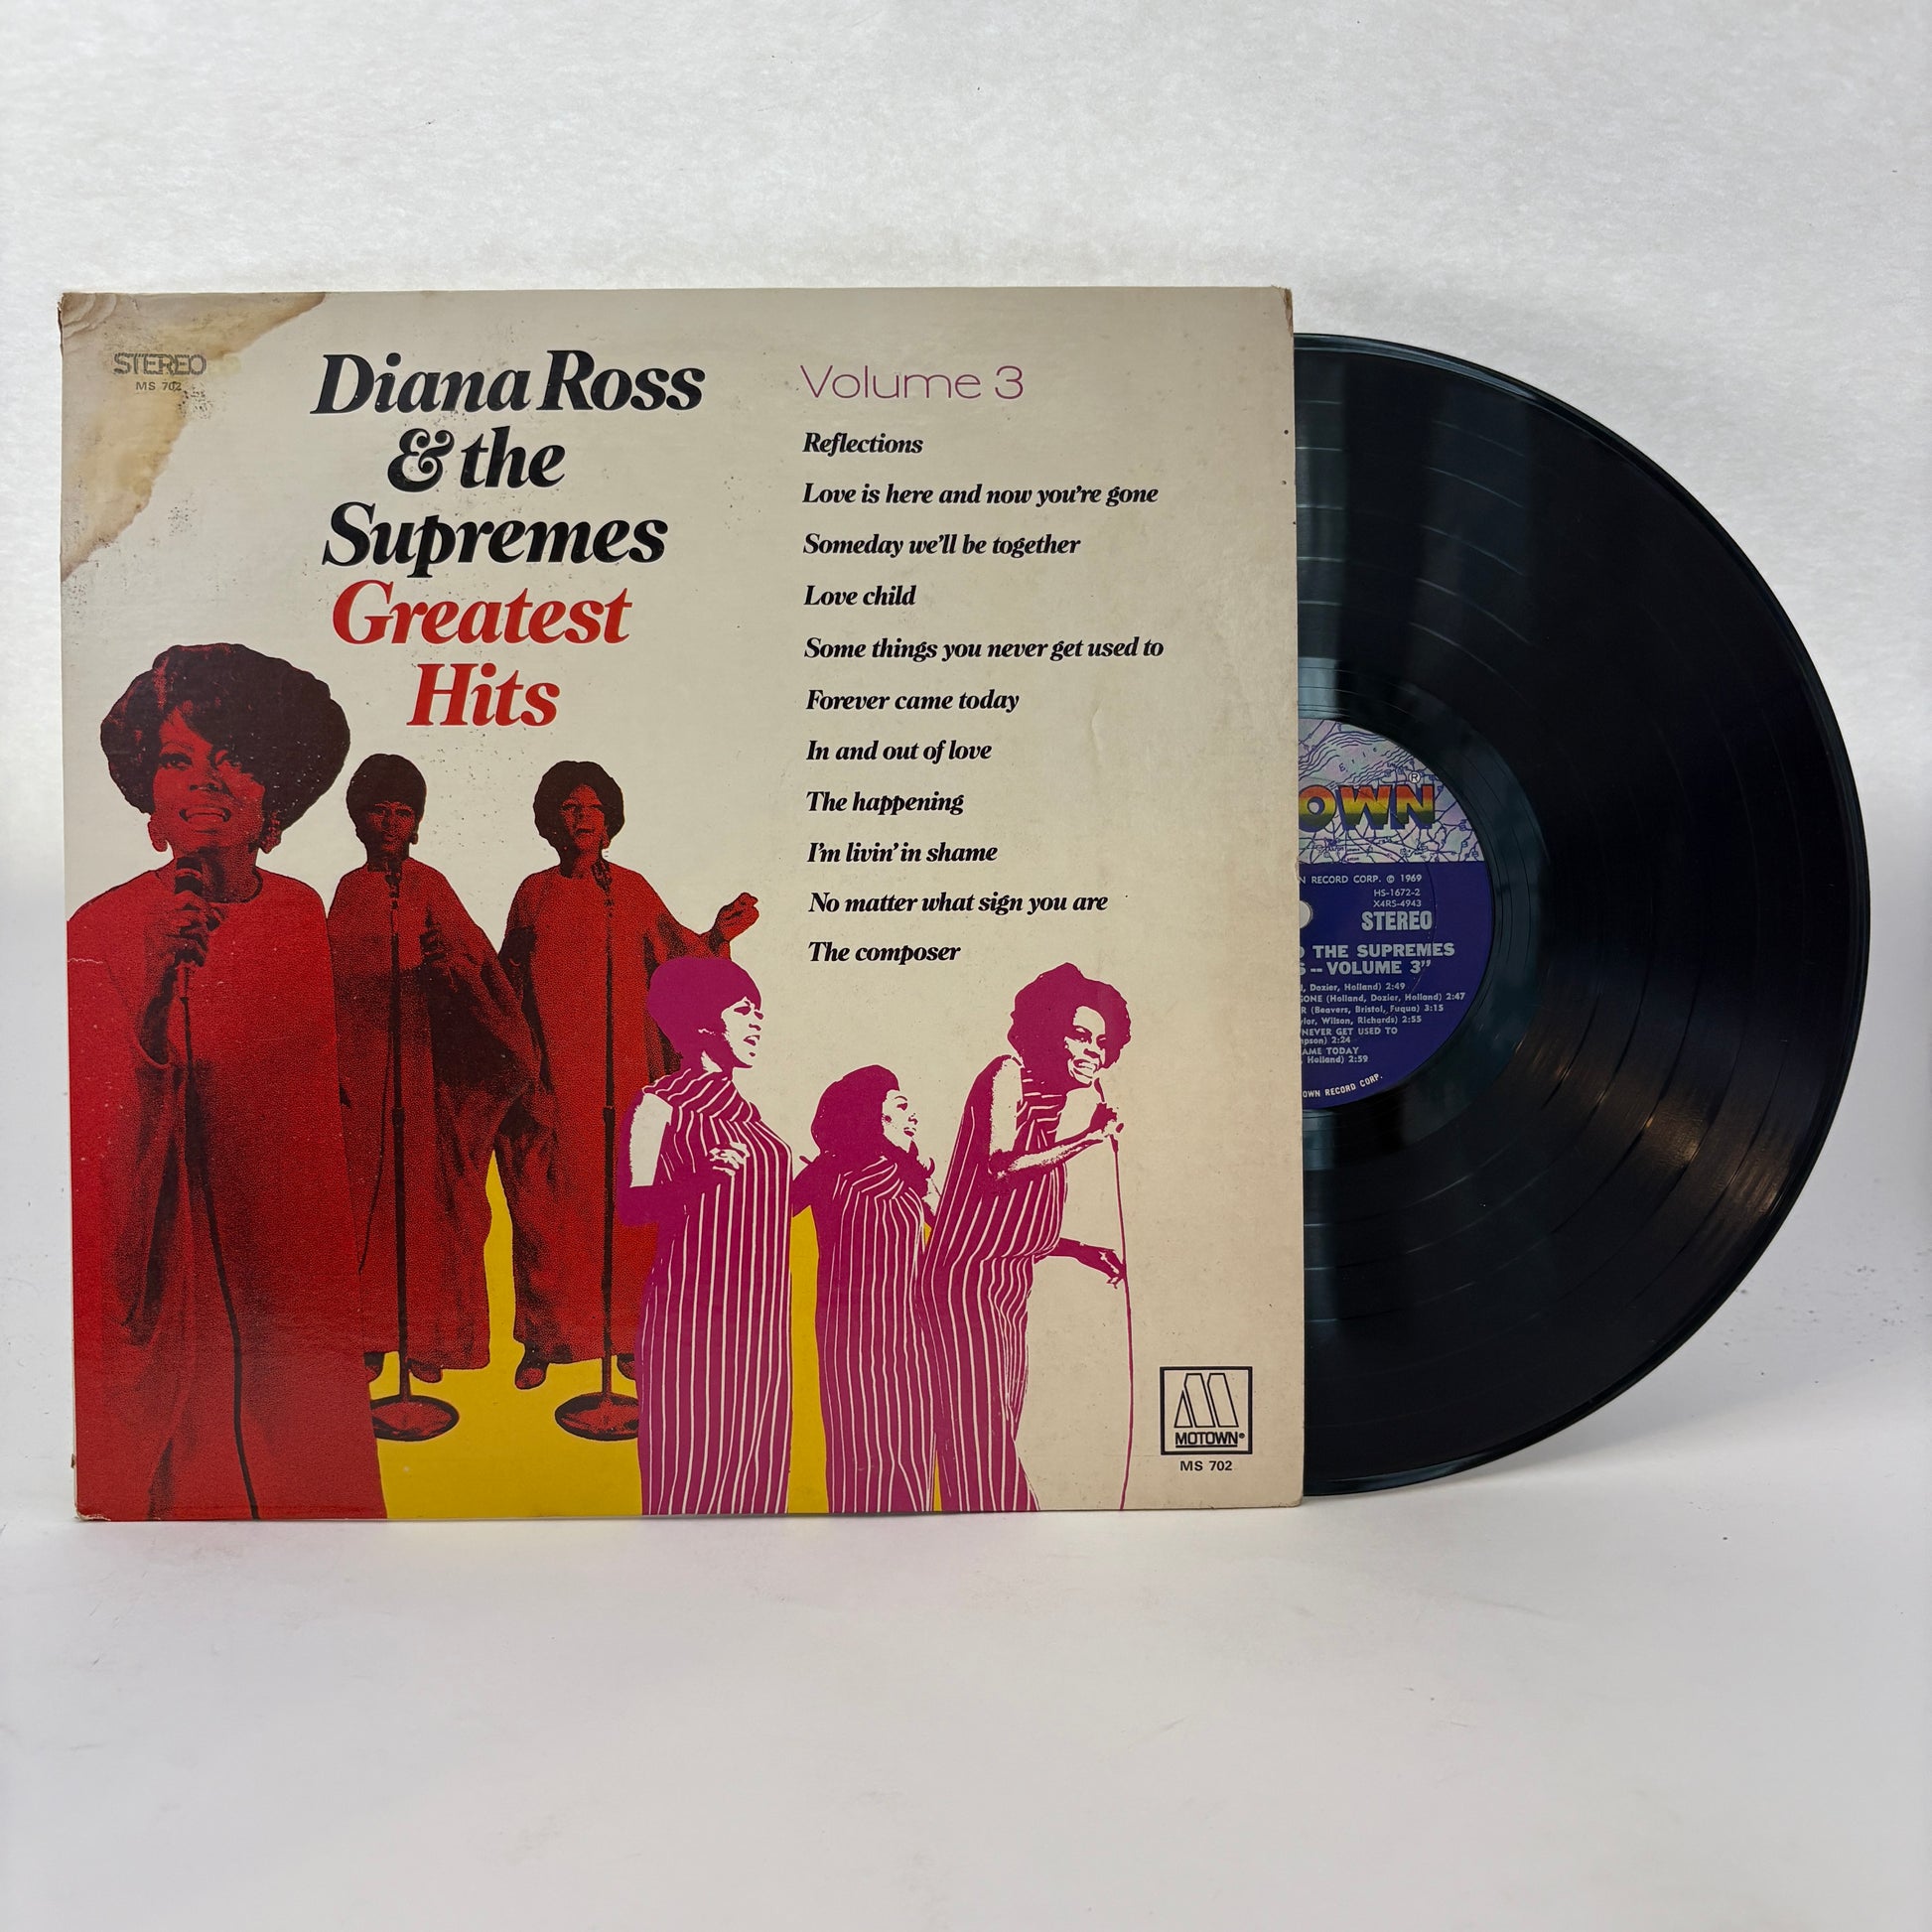 STEREO
MS 702
Diana Ross
& the
Supremes
Greatest
Hits
Volume 3
Reflections
Love is here and now you're gone
Someday we'll be together
Love child
Some things you never get used to
Forever came today
In and out of love
The happening
I'm livin' in shame
No matter what sign you are
The composer
MOTOWN®
MS 702
OWN
®
N RECORD CORP. © 1969
HS-1672-2
X4RS-4943
STEREO
THE SUPREMES
S -- VOLUME 3"
, Dozier, Holland) 2:49
GONE (Holland, Dozier, Holland) 2:47
R (Beavers, Bristol, Fuqua) 3:15
lor, Wilson, Richards) 2:55
NEVER GET USED TO
pson) 2:24
AME TODAY
Holland) 2:59
OWN RECORD CORP.